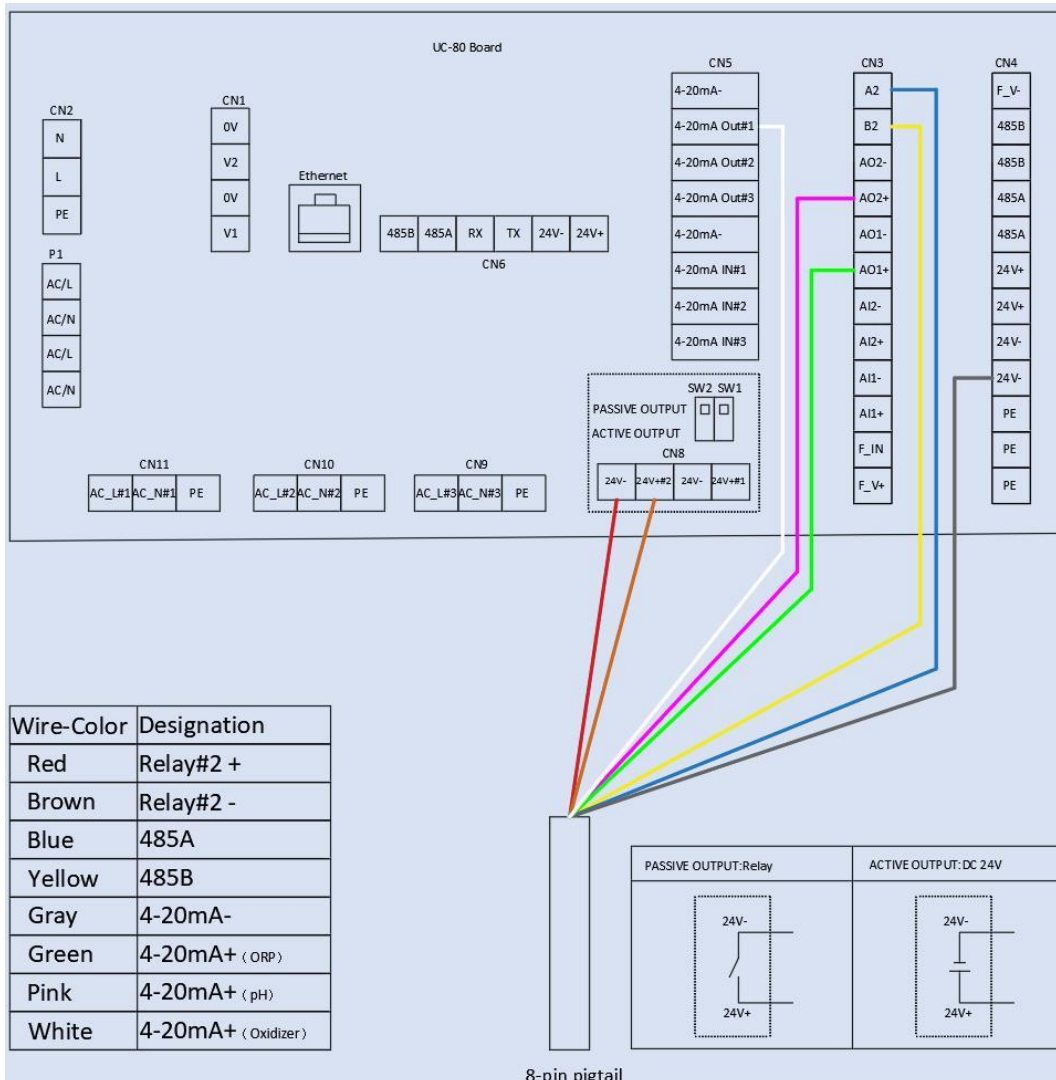 UC-80 Board
CN2
N
L
PE
P1
AC/L
AC/N
AC/L
AC/N
CN1
0V
V2
0V
V1
Ethernet
485B 485A RX TX 24V- 24V+
CN6
CN5
4-20mA-
4-20mA Out#1
4-20mA Out#2
4-20mA Out#3
4-20mA-
4-20mA IN#1
4-20mA IN#2
4-20mA IN#3
CN3
A2
B2
AO2-
AO2+
AO1-
AO1+
AI2-
AI2+
AI1-
AI1+
F_IN
F_V+
CN4
F_V-
485B
485B
485A
485A
24V+
24V+
24V-
24V-
PE
PE
PE
SW2 SW1
PASSIVE OUTPUT
ACTIVE OUTPUT
CN8
24V- 24V+#2 24V- 24V+#1
CN11
AC_L#1 AC_N#1 PE
CN10
AC_L#2 AC_N#2 PE
CN9
AC_L#3 AC_N#3 PE
Wire-Color Designation
Red Relay#2 +
Brown Relay#2 -
Blue 485A
Yellow 485B
Gray 4-20mA-
Green 4-20mA+ (ORP)
Pink 4-20mA+ (pH)
White 4-20mA+ (Oxidizer)
PASSIVE OUTPUT:Relay
24V-
24V+
ACTIVE OUTPUT:DC 24V
24V-
24V+
8-pin pigtail